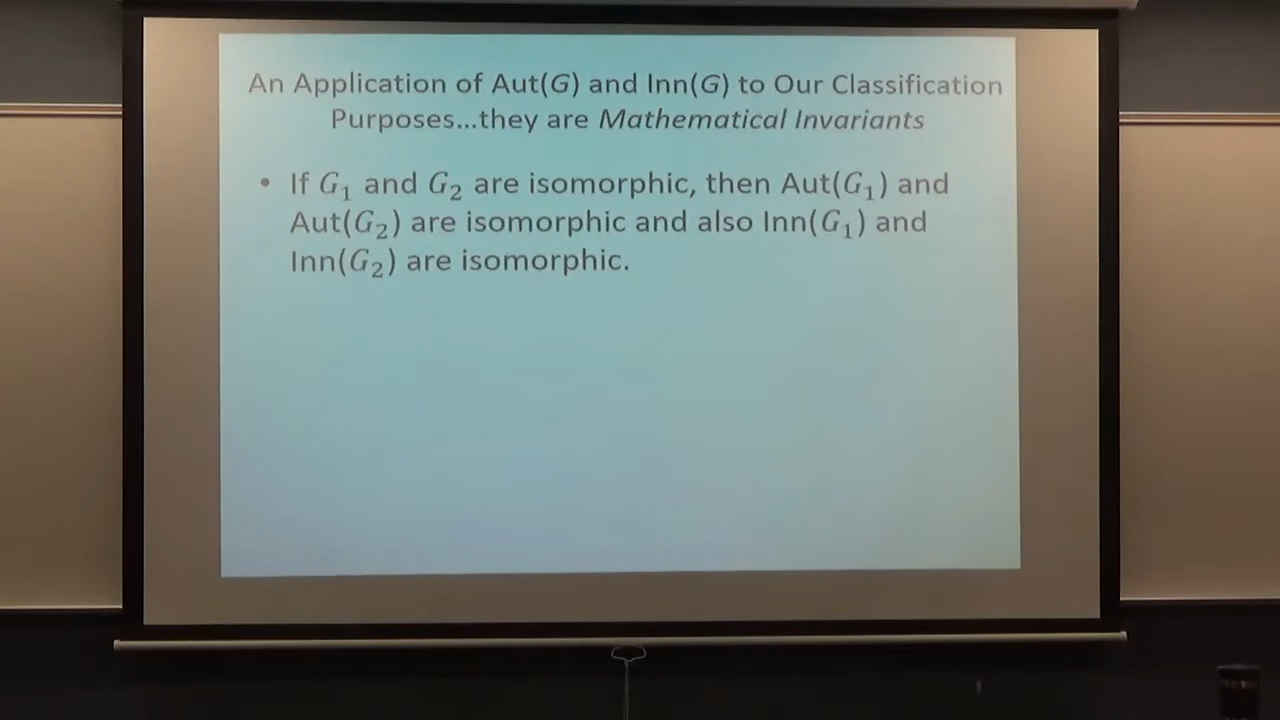 An Application of Aut(G) and Inn(G) to Our Classification
Purposes...they are Mathematical Invariants
• If G₁ and G₂ are isomorphic, then Aut(G₁) and
Aut(G₂) are isomorphic and also Inn(G₁) and
Inn(G₂) are isomorphic.